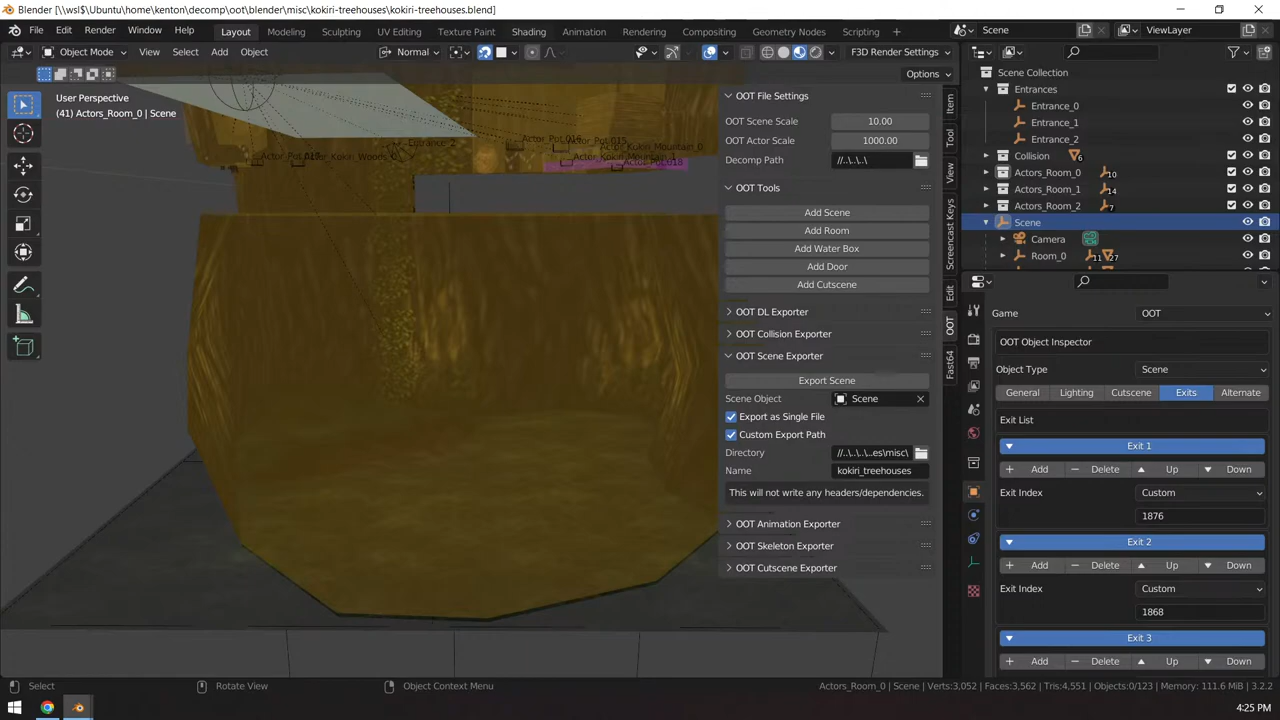 Blender [\\wsl$\Ubuntu\home\kenton\decomp\oot\blender\misc\kokiri-treehouses\kokiri-treehouses.blend]
File Edit Render Window Help Layout Modeling Sculpting UV Editing Texture Paint Shading Animation Rendering Compositing Geometry Nodes Scripting + Scene ViewLayer
Object Mode View Select Add Object Normal F3D Render Settings
Options
User Perspective
(41) Actors_Room_0 | Scene
Entrance_2
OOT File Settings
OOT Scene Scale 10.00
OOT Actor Scale 1000.00
Decomp Path //..\..\..\
OOT Tools
Add Scene
Add Room
Add Water Box
Add Door
Add Cutscene
OOT DL Exporter
OOT Collision Exporter
OOT Scene Exporter
Export Scene
Scene Object Scene
Export as Single File
Custom Export Path
Directory //..\..\..\...es\misc\
Name kokiri_treehouses
This will not write any headers/dependencies.
OOT Animation Exporter
OOT Skeleton Exporter
OOT Cutscene Exporter
Item
Tool
View
Screencast Keys
Edit
OOT
Fast64
Scene Collection
Entrances
Entrance_0
Entrance_1
Entrance_2
Collision 6
Actors_Room_0 10
Actors_Room_1 14
Actors_Room_2 7
Scene
Camera
Room_0 11 27
Game OOT
OOT Object Inspector
Object Type Scene
General Lighting Cutscene Exits Alternate
Exit List
Exit 1
Add Delete Up Down
Exit Index Custom
1876
Exit 2
Add Delete Up Down
Exit Index Custom
1868
Exit 3
Add Delete Up Down
Select Rotate View Object Context Menu Actors_Room_0 | Scene | Verts:3,052 | Faces:3,562 | Tris:4,551 | Objects:0/123 | Memory: 111.6 MiB | 3.2.2
4:25 PM